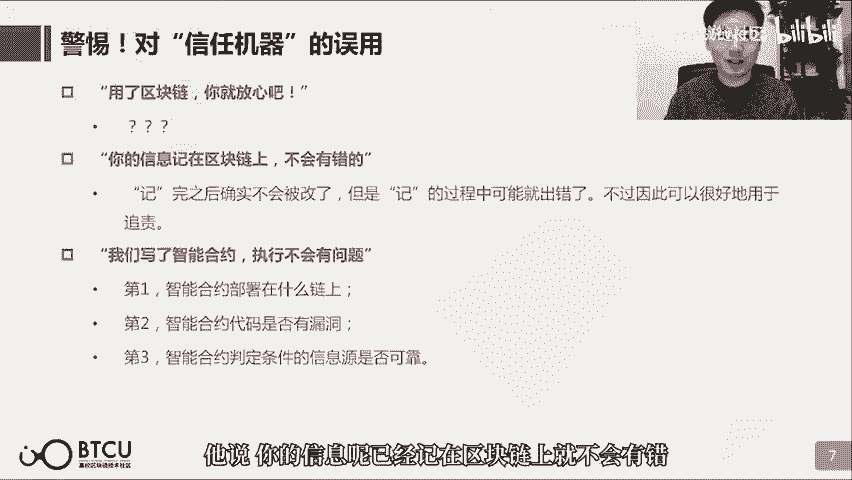 警惕！对“信任机器”的误用
“用了区块链，你就放心吧！”
？？？
“你的信息记在区块链上，不会有错的”
“记”完之后确实不会被改了，但是“记”的过程中可能就出错了。不过因此可以很好地用于
追责。
“我们写了智能合约，执行不会有问题”
第1，智能合约部署在什么链上；
第2，智能合约代码是否有漏洞；
第3，智能合约判定条件的信息源是否可靠。
bilibili
BTCU
高校区块链技术社区
他说 你的信息呢已经记在区块链上就不会有错
7